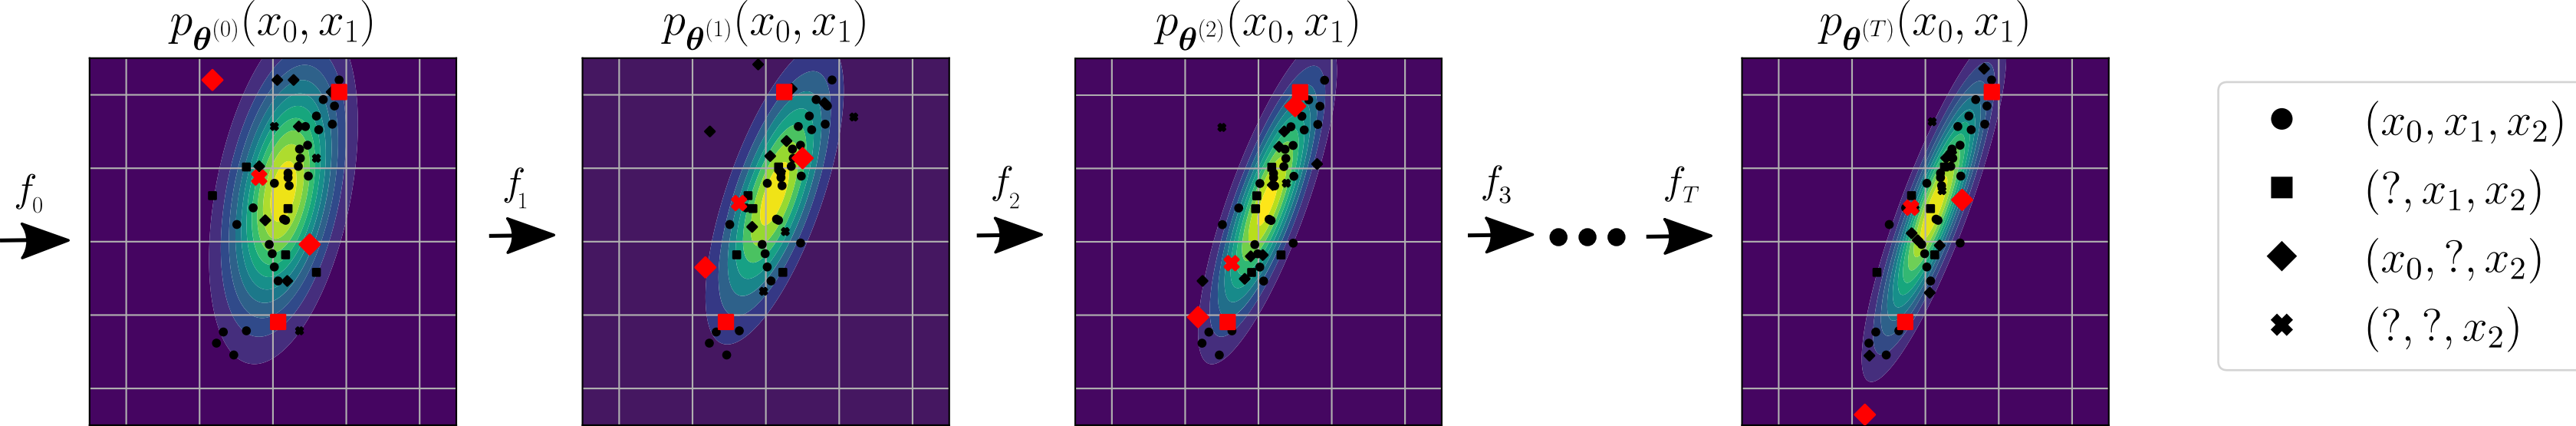 p_{θ^{(0)}}(x_0, x_1)
p_{θ^{(1)}}(x_0, x_1)
p_{θ^{(2)}}(x_0, x_1)
p_{θ^{(T)}}(x_0, x_1)
f_0
f_1
f_2
f_3
f_T
(x_0, x_1, x_2)
(?, x_1, x_2)
(x_0, ?, x_2)
(?, ?, x_2)